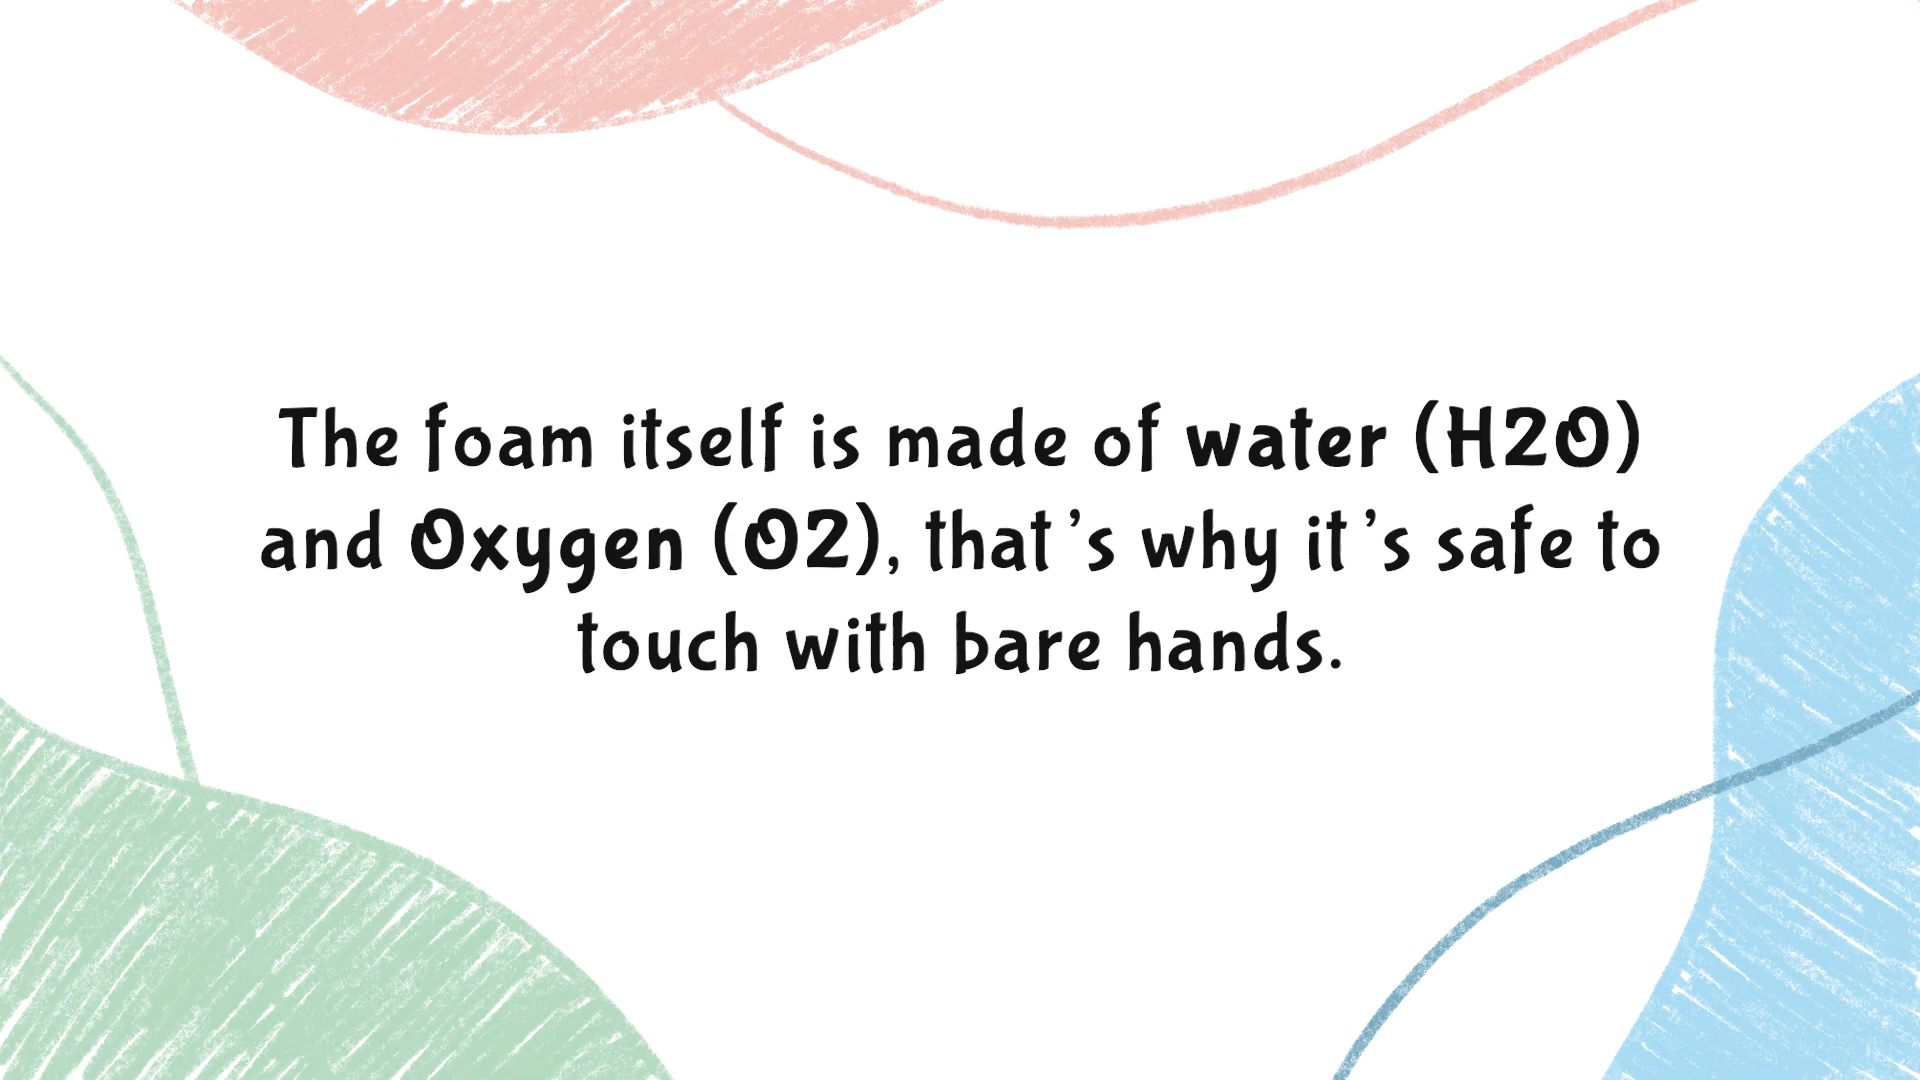 The foam itself is made of water (H2O)
and Oxygen (O2), that's why it's safe to
touch with bare hands.